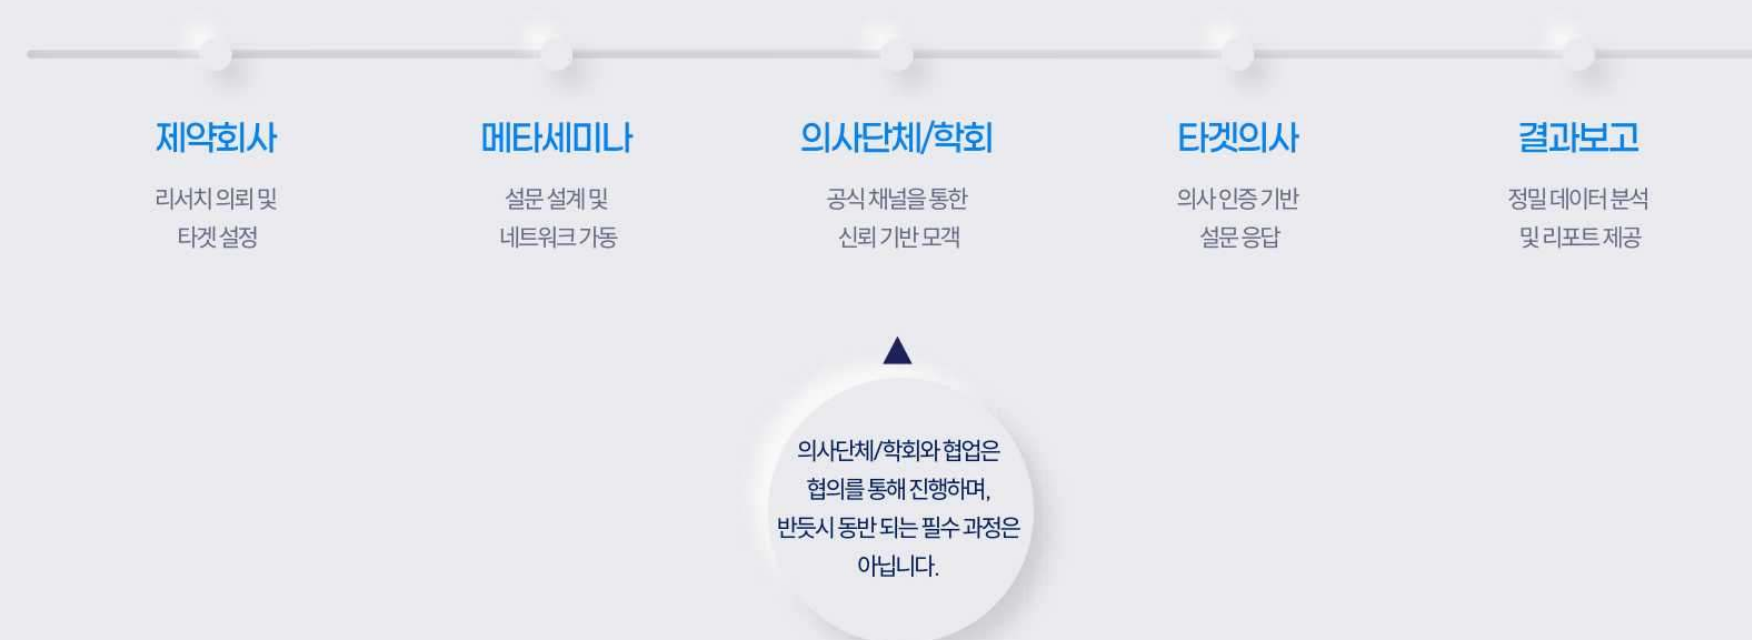 제약회사
리서치 의뢰 및
타겟 설정
메타세미나
설문 설계 및
네트워크 가동
의사단체/학회
공식 채널을 통한
신뢰 기반 모객
타겟의사
의사 인증 기반
설문 응답
결과보고
정밀 데이터 분석
및 리포트 제공
▲
의사단체/학회와 협업은
협의를 통해 진행하며,
반듯시 동반 되는 필수 과정은
아닙니다.